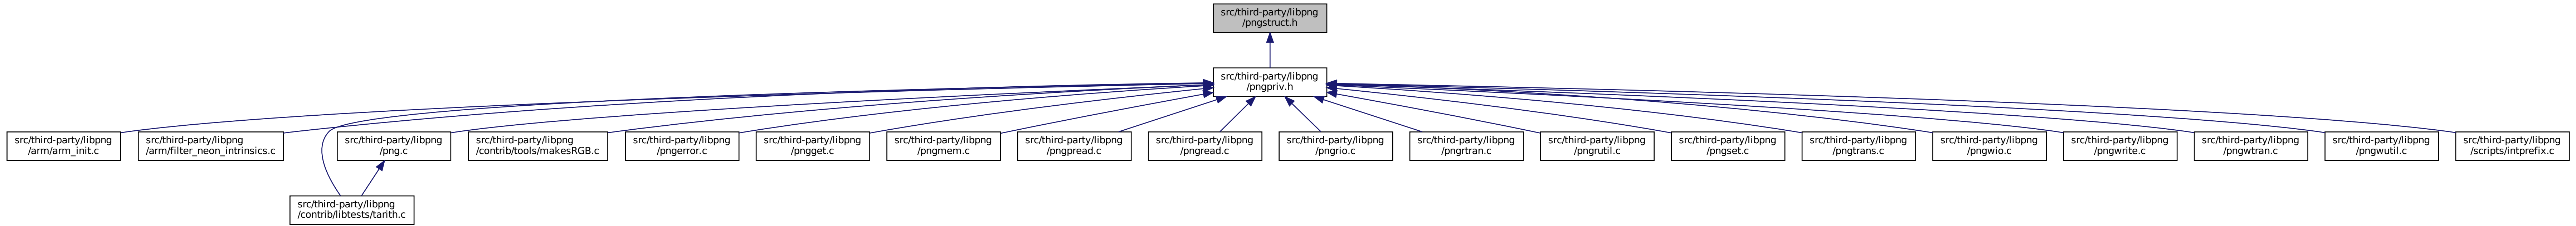 src/third-party/libpng
/pngstruct.h
src/third-party/libpng
/pngpriv.h
src/third-party/libpng
/arm/arm_init.c
src/third-party/libpng
/arm/filter_neon_intrinsics.c
src/third-party/libpng
/png.c
src/third-party/libpng
/contrib/tools/makesRGB.c
src/third-party/libpng
/pngerror.c
src/third-party/libpng
/pngget.c
src/third-party/libpng
/pngmem.c
src/third-party/libpng
/pngpread.c
src/third-party/libpng
/pngread.c
src/third-party/libpng
/pngrio.c
src/third-party/libpng
/pngrtran.c
src/third-party/libpng
/pngrutil.c
src/third-party/libpng
/pngset.c
src/third-party/libpng
/pngtrans.c
src/third-party/libpng
/pngwio.c
src/third-party/libpng
/pngwrite.c
src/third-party/libpng
/pngwtran.c
src/third-party/libpng
/pngwutil.c
src/third-party/libpng
/scripts/intprefix.c
src/third-party/libpng
/contrib/libtests/tarith.c